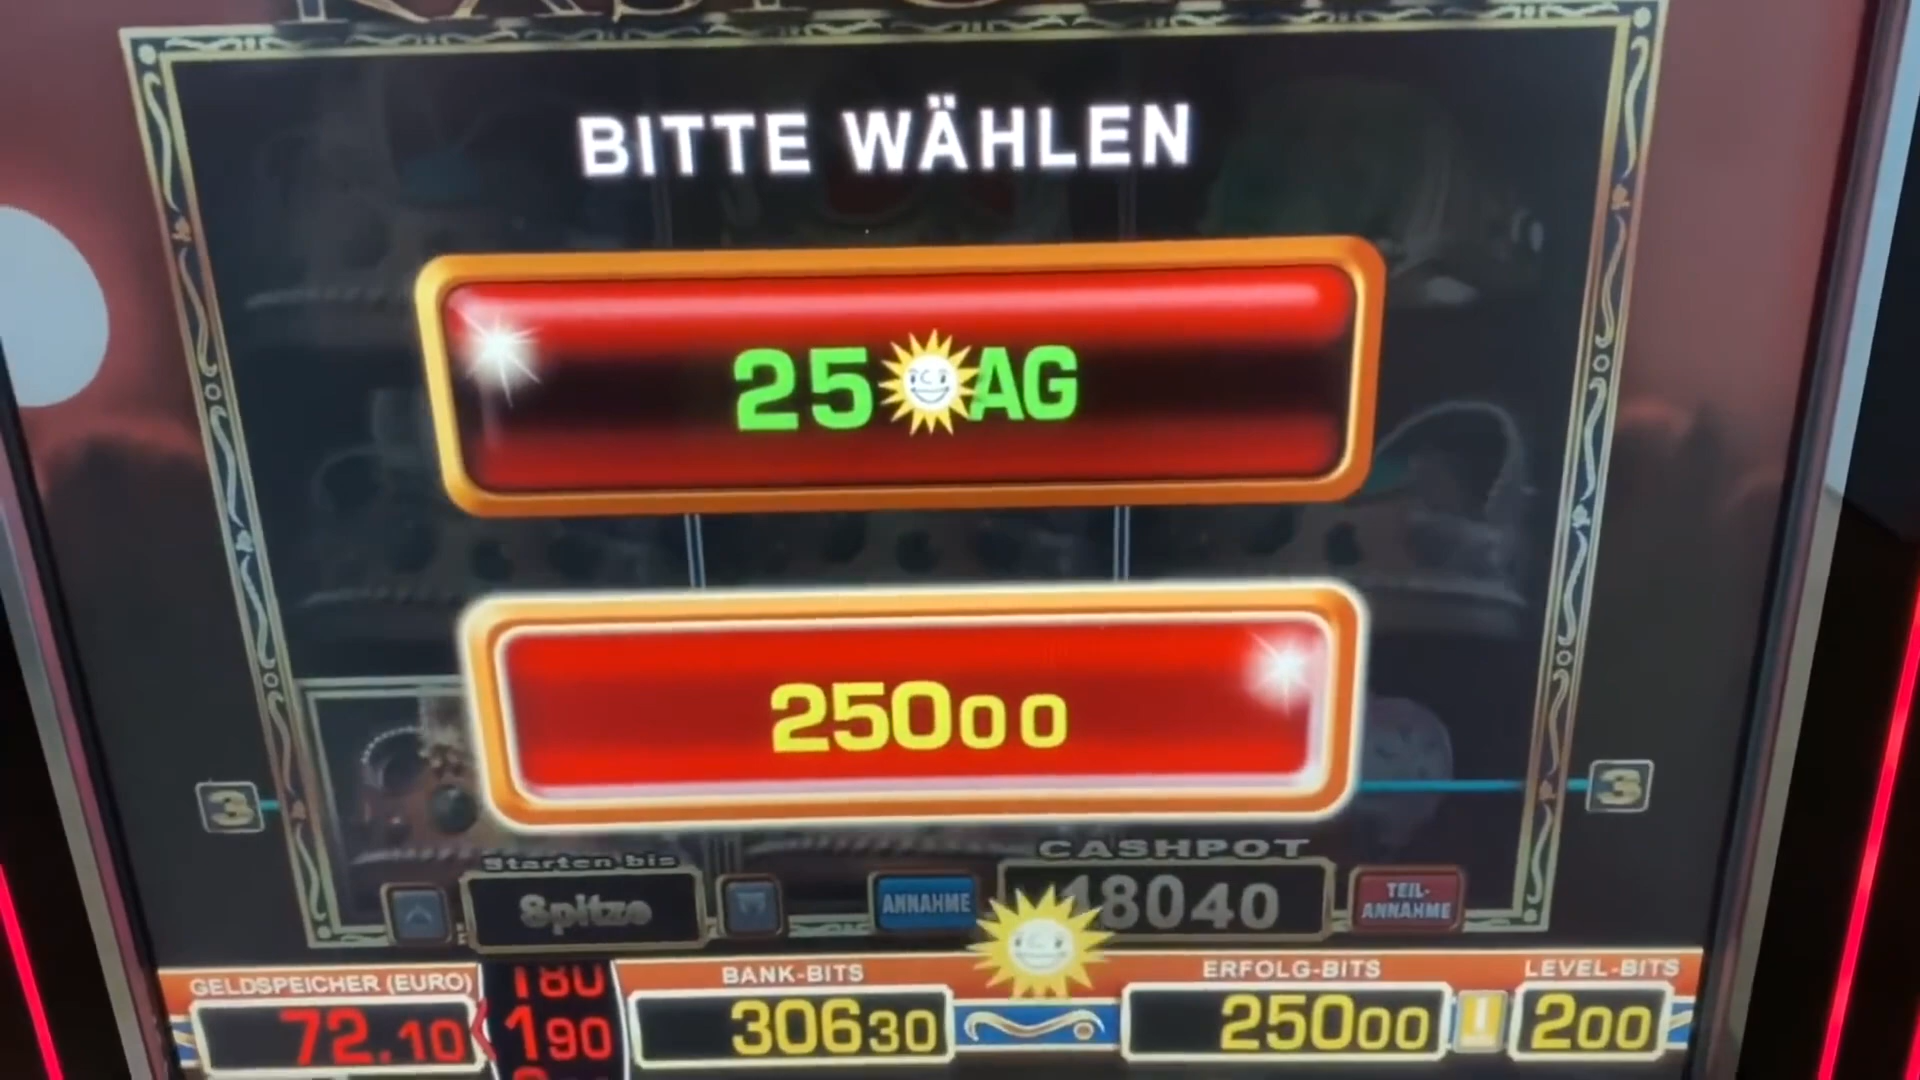 BITTE WÄHLEN
25 AG
25000
3
3
Starten bis
Spitze
ANNAHME
CASHPOT
18040
TEIL-
ANNAHME
GELDSPEICHER (EURO)
72.10
180
190
BANK-BITS
30630
ERFOLG-BITS
25000
LEVEL-BITS
200